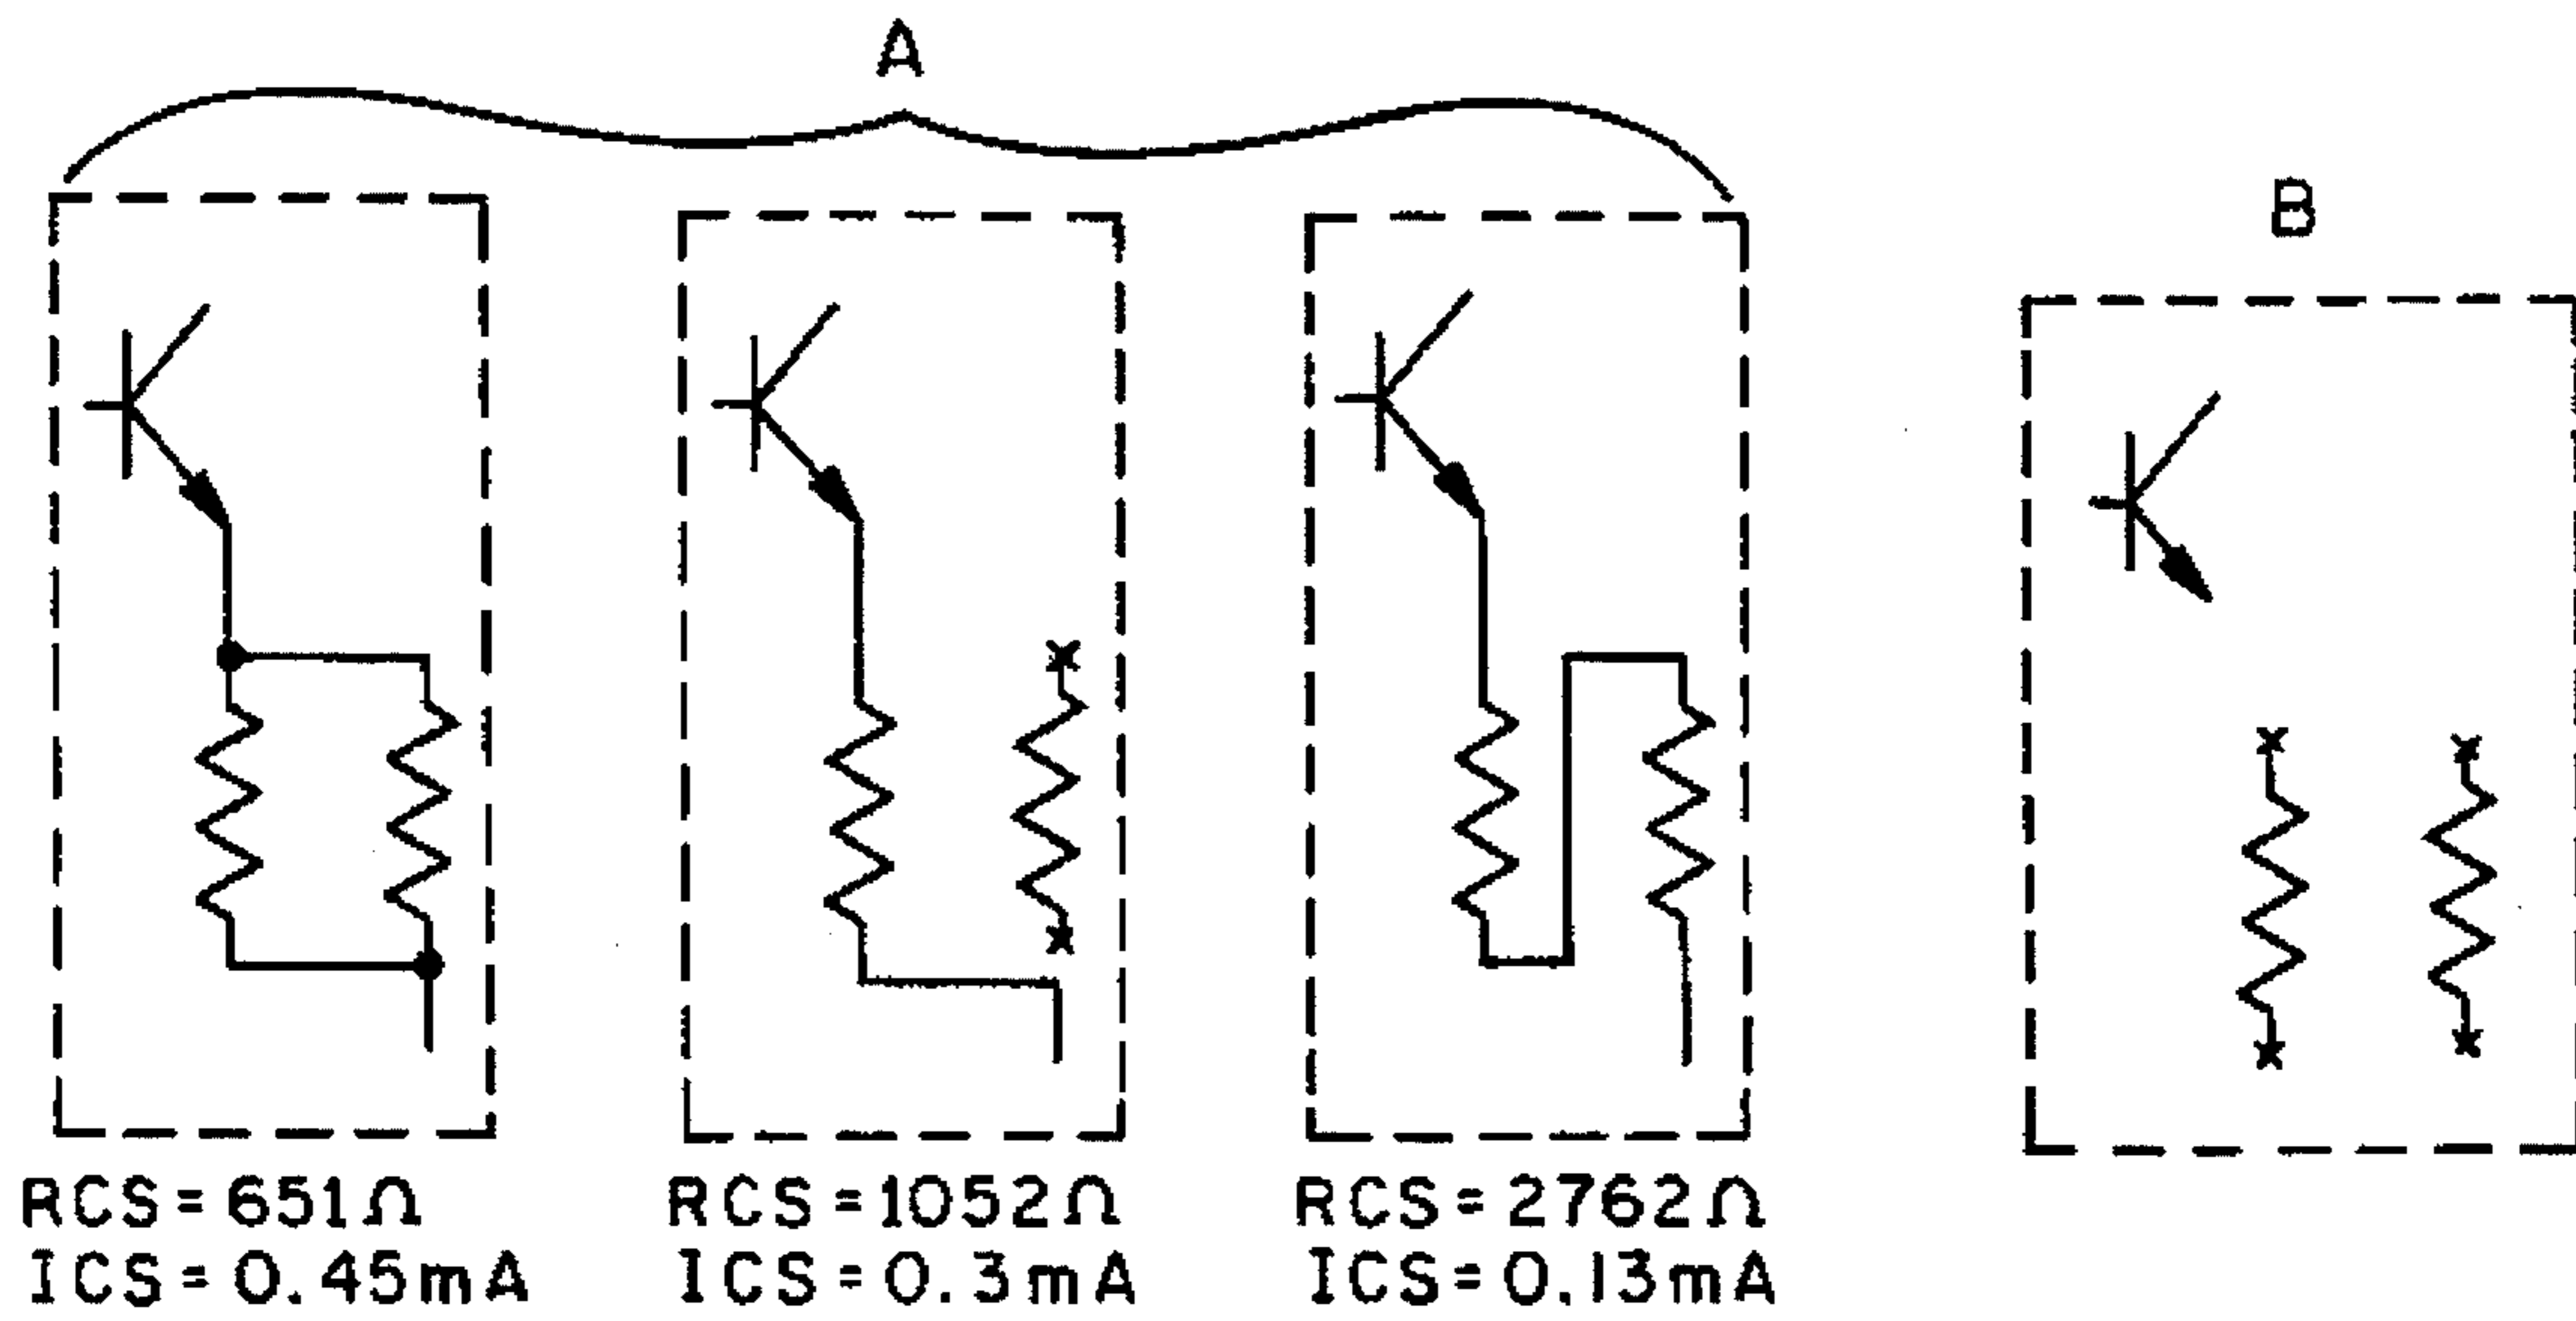 A
B
RCS=651Ω
ICS=0.45mA
RCS=1052Ω
ICS=0.3mA
RCS=2762Ω
ICS=0.13mA